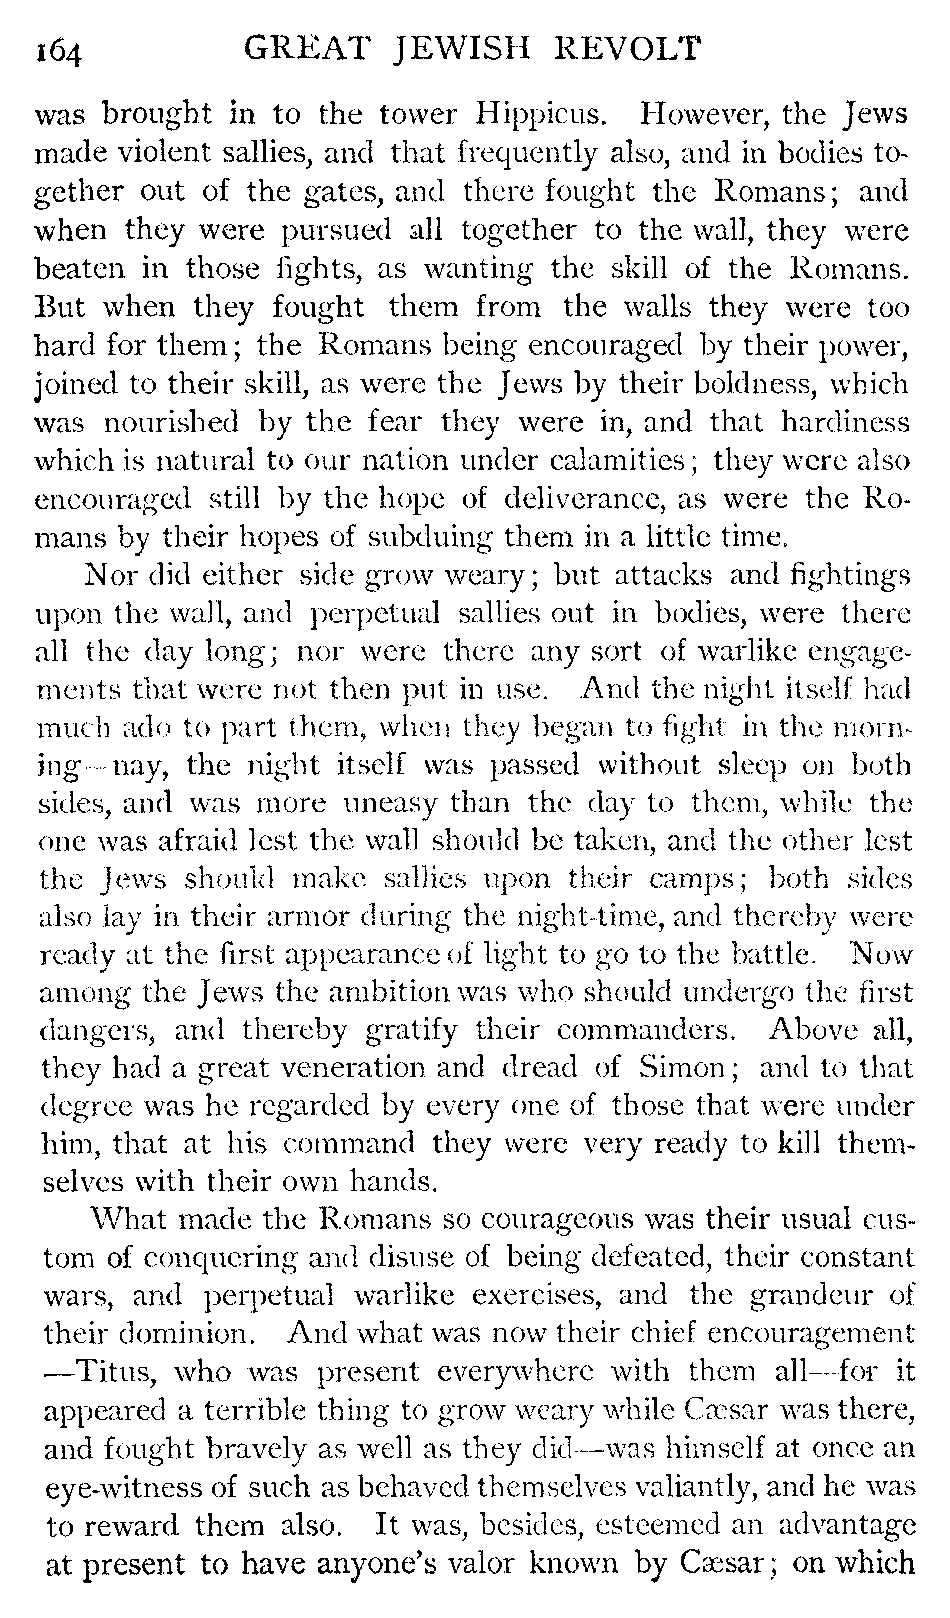 164 GREAT JEWISH REVOLT
was brought in to the tower Hippicus. However, the Jews
made violent sallies, and that frequently also, and in bodies to-
gether out of the gates, and there fought the Romans; and
when they were pursued all together to the wall, they were
beaten in those fights, as wanting the skill of the Romans.
But when they fought them from the walls they were too
hard for them; the Romans being encouraged by their power,
joined to their skill, as were the Jews by their boldness, which
was nourished by the fear they were in, and that hardiness
which is natural to our nation under calamities; they were also
encouraged still by the hope of deliverance, as were the Ro-
mans by their hopes of subduing them in a little time.
Nor did either side grow weary; but attacks and fightings
upon the wall, and perpetual sallies out in bodies, were there
all the day long; nor were there any sort of warlike engage-
ments that were not then put in use. And the night itself had
much ado to part them, when they began to fight in the morn-
ing—nay, the night itself was passed without sleep on both
sides, and was more uneasy than the day to them, while the
one was afraid lest the wall should be taken, and the other lest
the Jews should make sallies upon their camps; both sides
also lay in their armor during the night-time, and thereby were
ready at the first appearance of light to go to the battle. Now
among the Jews the ambition was who should undergo the first
dangers, and thereby gratify their commanders. Above all,
they had a great veneration and dread of Simon; and to that
degree was he regarded by every one of those that were under
him, that at his command they were very ready to kill them-
selves with their own hands.
What made the Romans so courageous was their usual cus-
tom of conquering and disuse of being defeated, their constant
wars, and perpetual warlike exercises, and the grandeur of
their dominion. And what was now their chief encouragement
—Titus, who was present everywhere with them all—for it
appeared a terrible thing to grow weary while Cæsar was there,
and fought bravely as well as they did—was himself at once an
eye-witness of such as behaved themselves valiantly, and he was
to reward them also. It was, besides, esteemed an advantage
at present to have anyone's valor known by Cæsar; on which